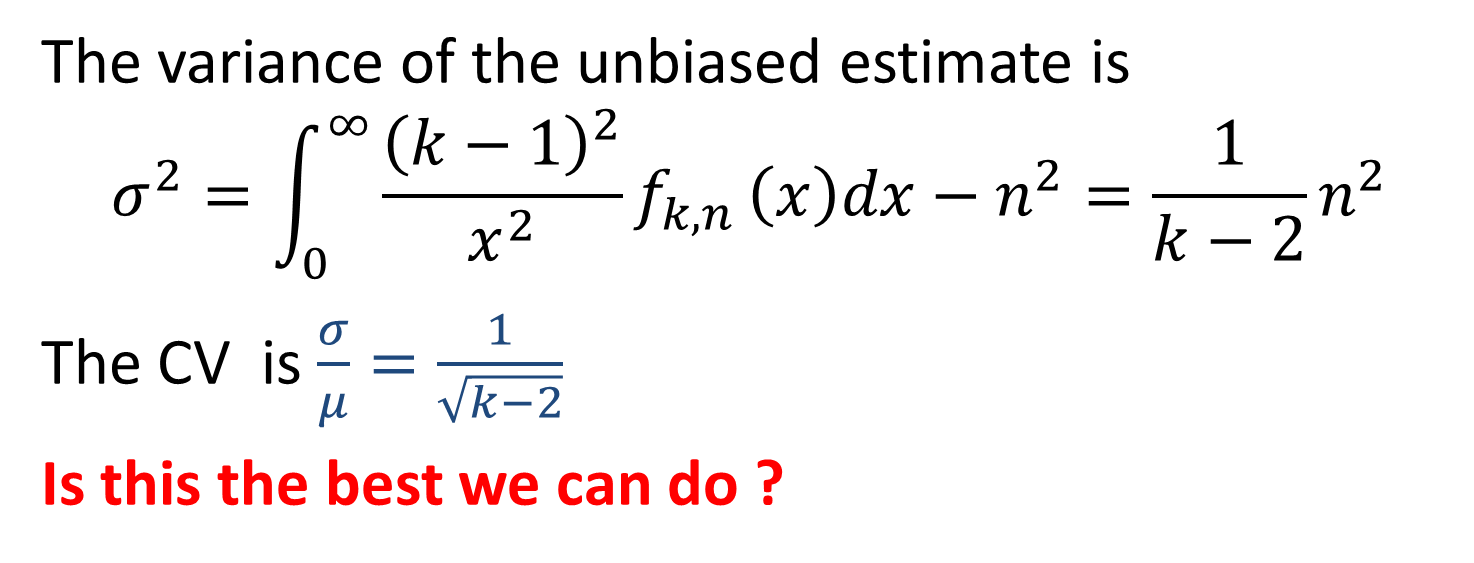 The variance of the unbiased estimate is
σ² = ∫₀^∞ (k − 1)²/x² f_{k,n} (x)dx − n² = 1/(k − 2) n²
The CV is σ/μ = 1/√(k−2)
Is this the best we can do ?